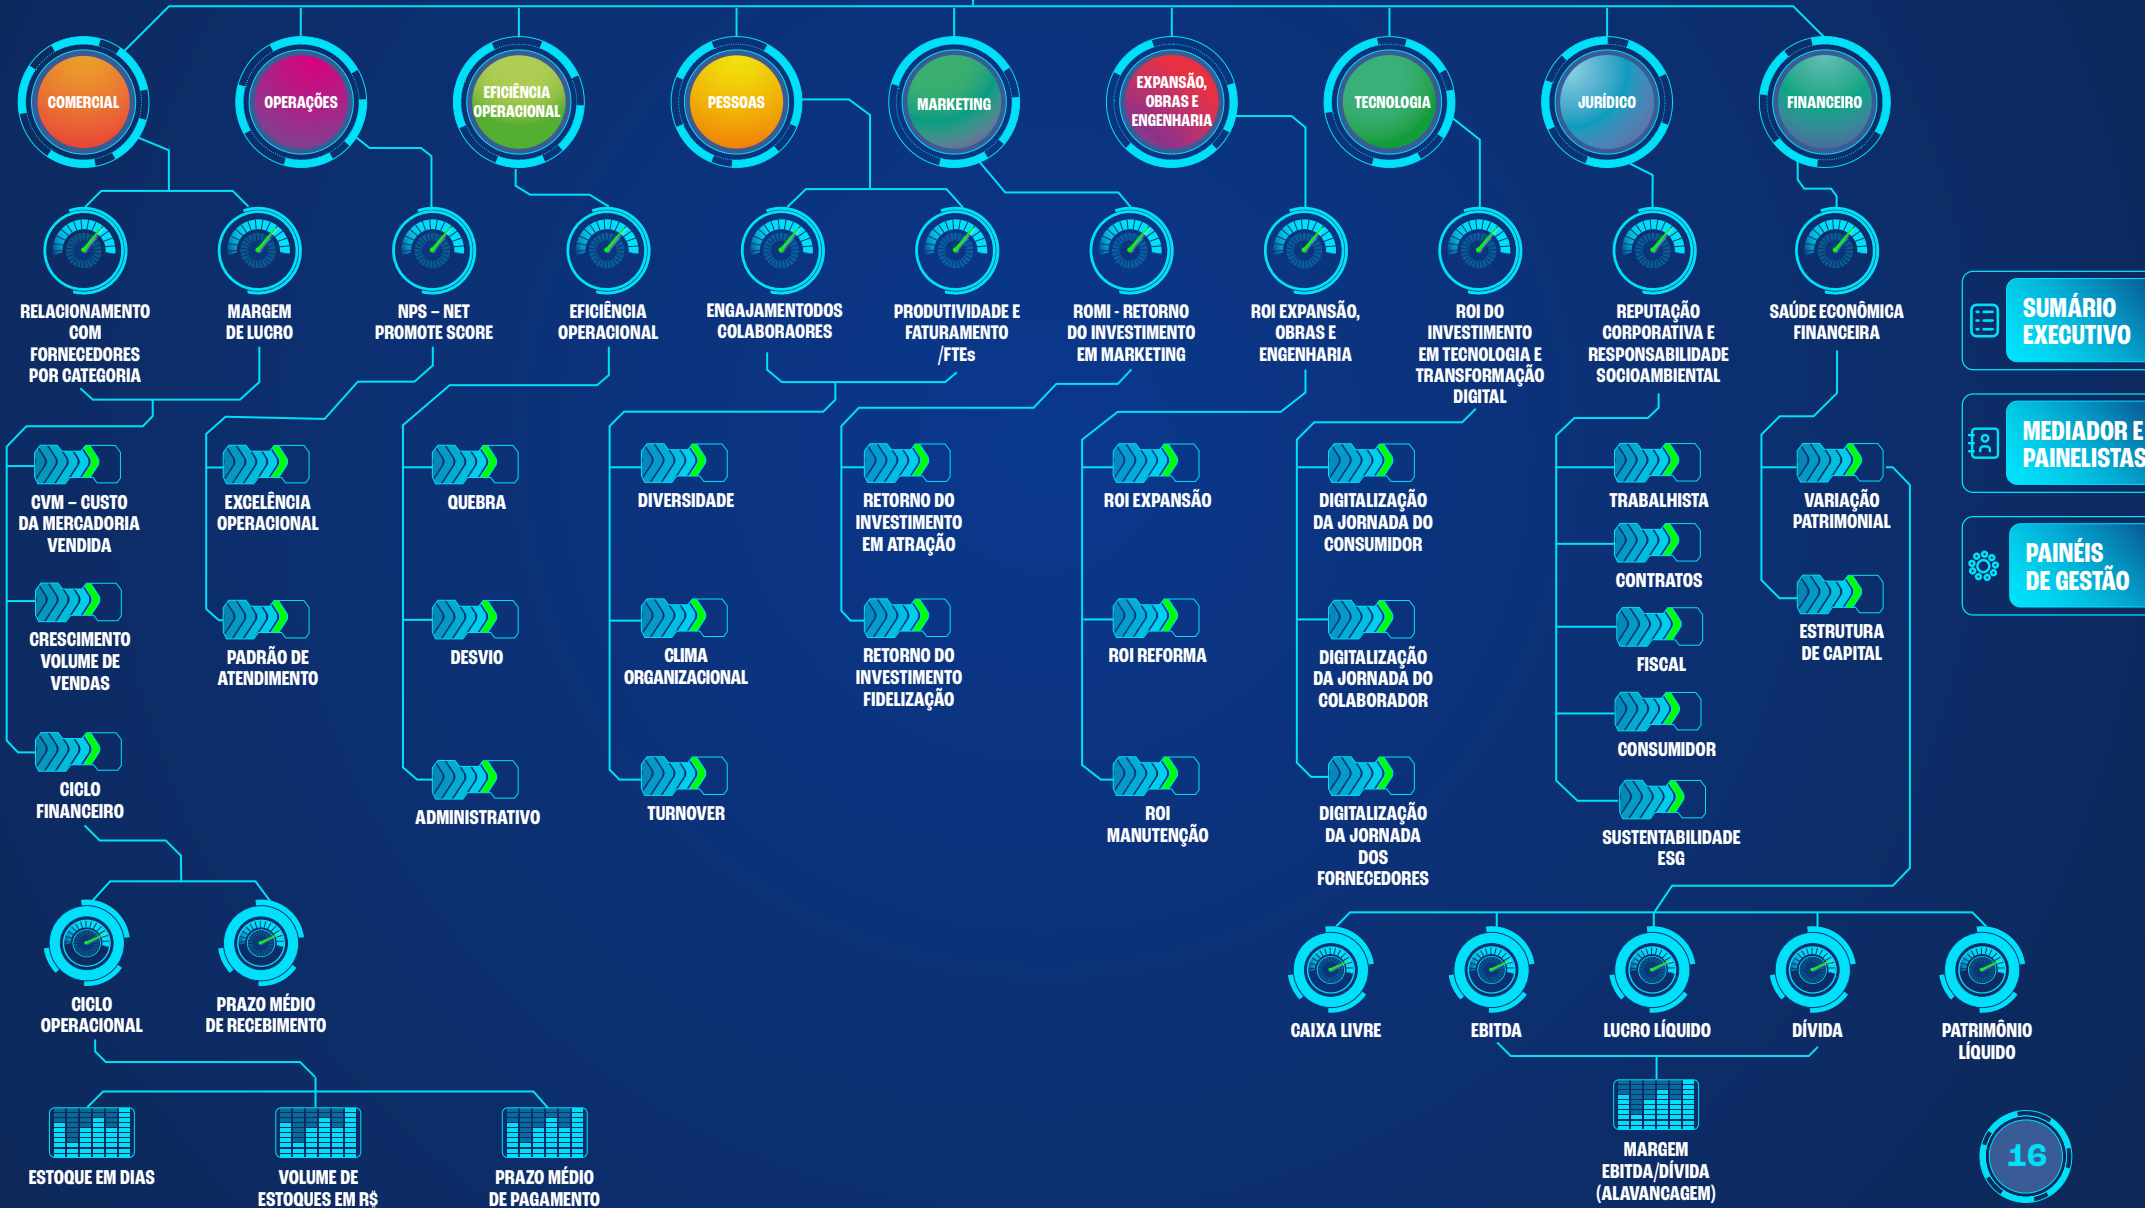 COMERCIAL
OPERAÇÕES
EFICIÊNCIA
OPERACIONAL
PESSOAS
MARKETING
EXPANSÃO,
OBRAS E
ENGENHARIA
TECNOLOGIA
JURÍDICO
FINANCEIRO
RELACIONAMENTO
COM
FORNECEDORES
POR CATEGORIA
MARGEM
DE LUCRO
NPS – NET
PROMOTE SCORE
EFICIÊNCIA
OPERACIONAL
ENGAJAMENTODOS
COLABORAORES
PRODUTIVIDADE E
FATURAMENTO
/FTEs
ROMI - RETORNO
DO INVESTIMENTO
EM MARKETING
ROI EXPANSÃO,
OBRAS E
ENGENHARIA
ROI DO
INVESTIMENTO
EM TECNOLOGIA E
TRANSFORMAÇÃO
DIGITAL
REPUTAÇÃO
CORPORATIVA E
RESPONSABILIDADE
SOCIOAMBIENTAL
SAÚDE ECONÔMICA
FINANCEIRA
SUMÁRIO
EXECUTIVO
MEDIADOR E
PAINELISTAS
PAINÉIS
DE GESTÃO
CVM – CUSTO
DA MERCADORIA
VENDIDA
CRESCIMENTO
VOLUME DE
VENDAS
CICLO
FINANCEIRO
EXCELÊNCIA
OPERACIONAL
PADRÃO DE
ATENDIMENTO
QUEBRA
DESVIO
ADMINISTRATIVO
DIVERSIDADE
CLIMA
ORGANIZACIONAL
TURNOVER
RETORNO DO
INVESTIMENTO
EM ATRAÇÃO
RETORNO DO
INVESTIMENTO
FIDELIZAÇÃO
ROI EXPANSÃO
ROI REFORMA
ROI
MANUTENÇÃO
DIGITALIZAÇÃO
DA JORNADA DO
CONSUMIDOR
DIGITALIZAÇÃO
DA JORNADA DO
COLABORADOR
DIGITALIZAÇÃO
DA JORNADA
DOS
FORNECEDORES
TRABALHISTA
CONTRATOS
FISCAL
CONSUMIDOR
SUSTENTABILIDADE
ESG
VARIAÇÃO
PATRIMONIAL
ESTRUTURA
DE CAPITAL
CICLO
OPERACIONAL
PRAZO MÉDIO
DE RECEBIMENTO
CAIXA LIVRE
EBITDA
LUCRO LÍQUIDO
DÍVIDA
PATRIMÔNIO
LÍQUIDO
ESTOQUE EM DIAS
VOLUME DE
ESTOQUES EM R$
PRAZO MÉDIO
DE PAGAMENTO
MARGEM
EBITDA/DÍVIDA
(ALAVANCAGEM)
16